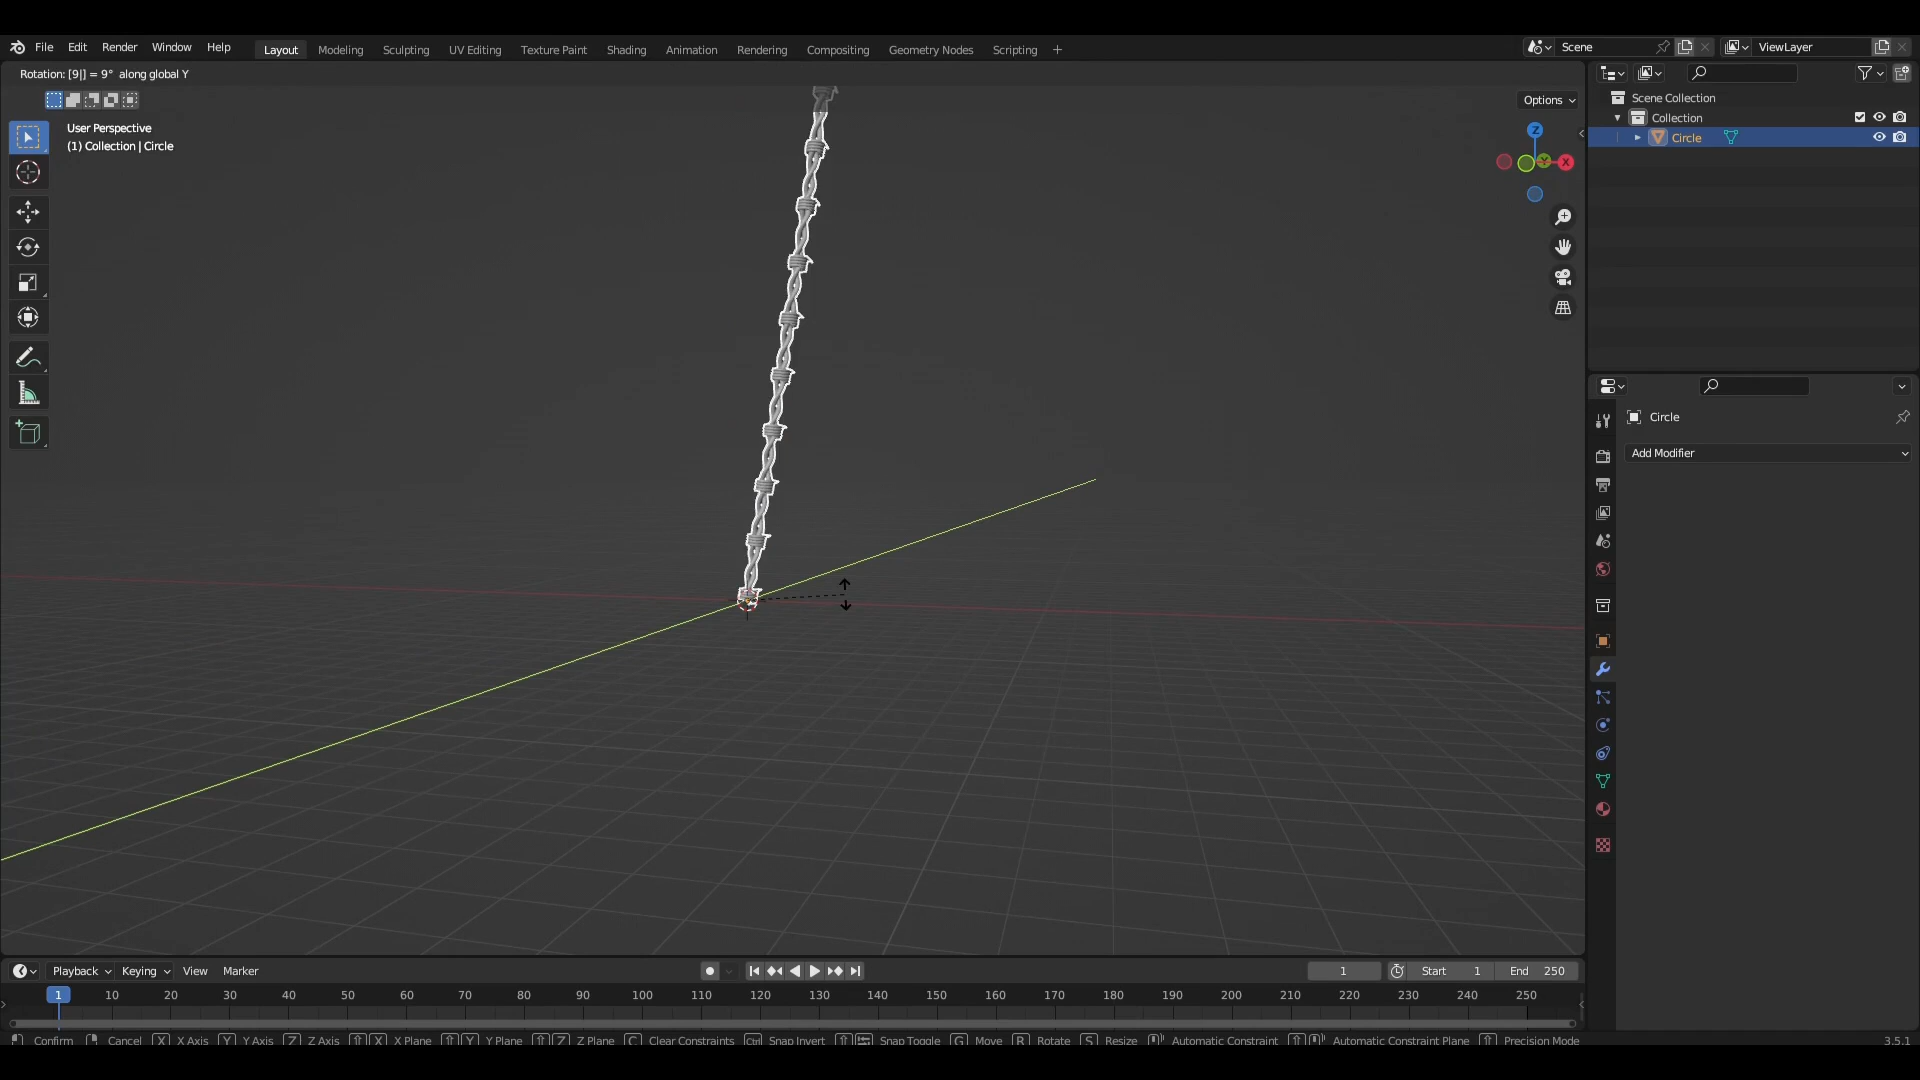 File Edit Render Window Help Layout Modeling Sculpting UV Editing Texture Paint Shading Animation Rendering Compositing Geometry Nodes Scripting + Scene ViewLayer
Rotation: [9|] = 9° along global Y
Options
User Perspective
(1) Collection | Circle
Z
Y
X
Scene Collection
Collection
Circle
Circle
Add Modifier
Playback Keying View Marker 1 Start 1 End 250
1 10 20 30 40 50 60 70 80 90 100 110 120 130 140 150 160 170 180 190 200 210 220 230 240 250
Confirm Cancel X X Axis Y Y Axis Z Z Axis X X Plane Y Y Plane Z Z Plane C Clear Constraints Ctrl Snap Invert Snap Toggle G Move R Rotate S Resize Automatic Constraint Automatic Constraint Plane Precision Mode 3.5.1